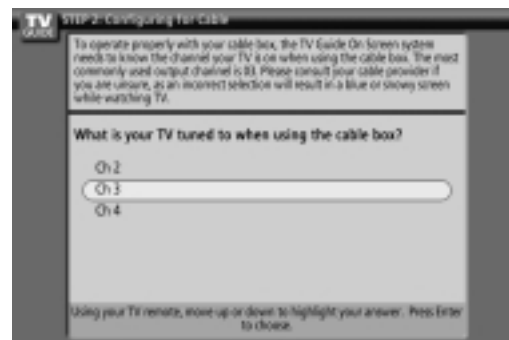 TV
GUIDE
STEP 2: Configuring for Cable
To operate properly with your cable box, the TV Guide On Screen system
needs to know the channel your TV is on when using the cable box. The most
commonly used output channel is 03. Please consult your cable provider if
you are unsure, as an incorrect selection will result in a blue or snowy screen
while watching TV.
What is your TV tuned to when using the cable box?
Ch 2
Ch 3
Ch 4
Using your TV remote, move up or down to highlight your answer. Press Enter
to choose.